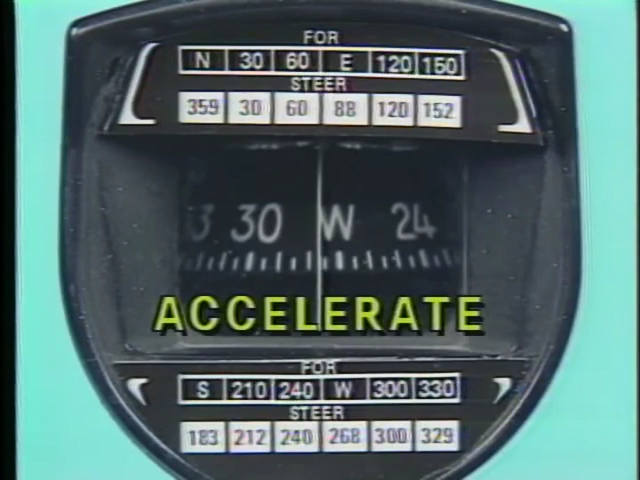 FOR
N 30 60 E 120 150
STEER
359 30 60 88 120 152
3 30 W 24
ACCELERATE
FOR
S 210 240 W 300 330
STEER
183 212 240 268 300 329